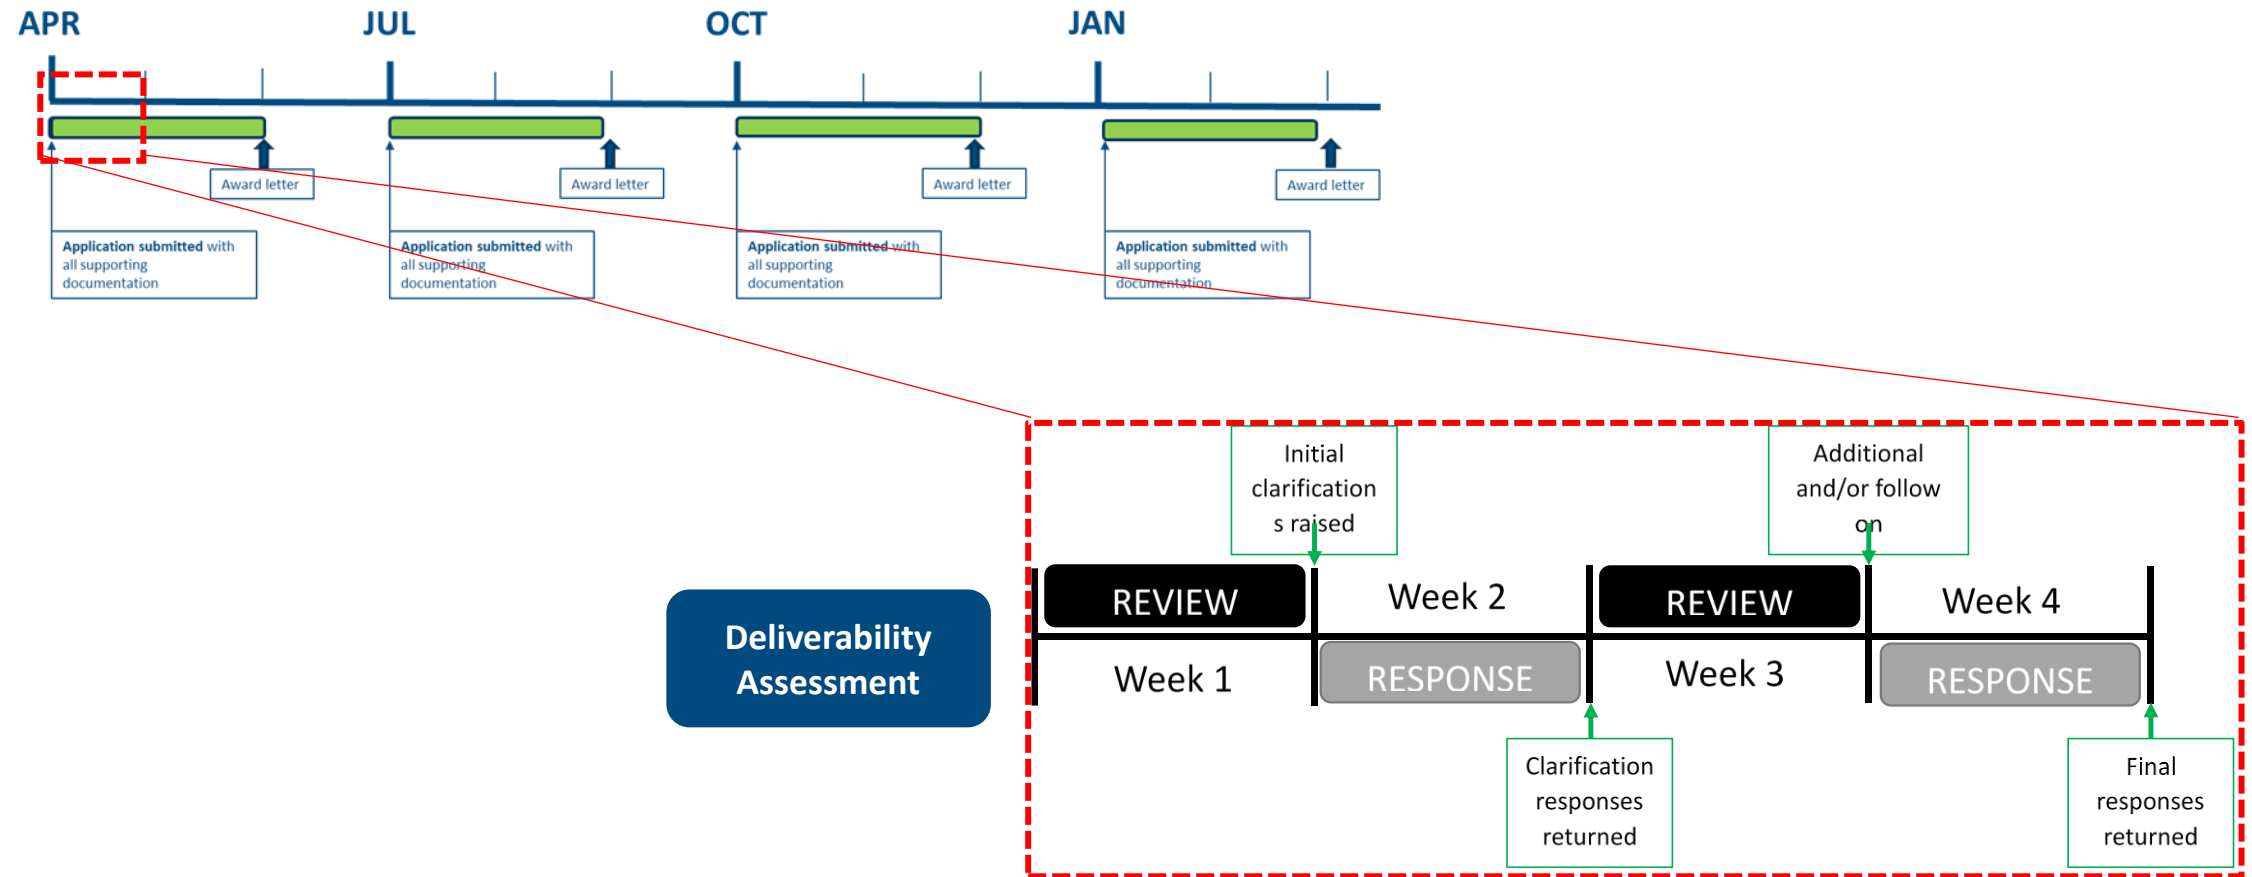 APR
JUL
OCT
JAN
Award letter
Award letter
Award letter
Award letter
Application submitted with
all supporting
documentation
Application submitted with
all supporting
documentation
Application submitted with
all supporting
documentation
Application submitted with
all supporting
documentation
Initial
clarification
s raised
Additional
and/or follow
on
Deliverability
Assessment
REVIEW
Week 2
REVIEW
Week 4
Week 1
RESPONSE
Week 3
RESPONSE
Clarification
responses
returned
Final
responses
returned